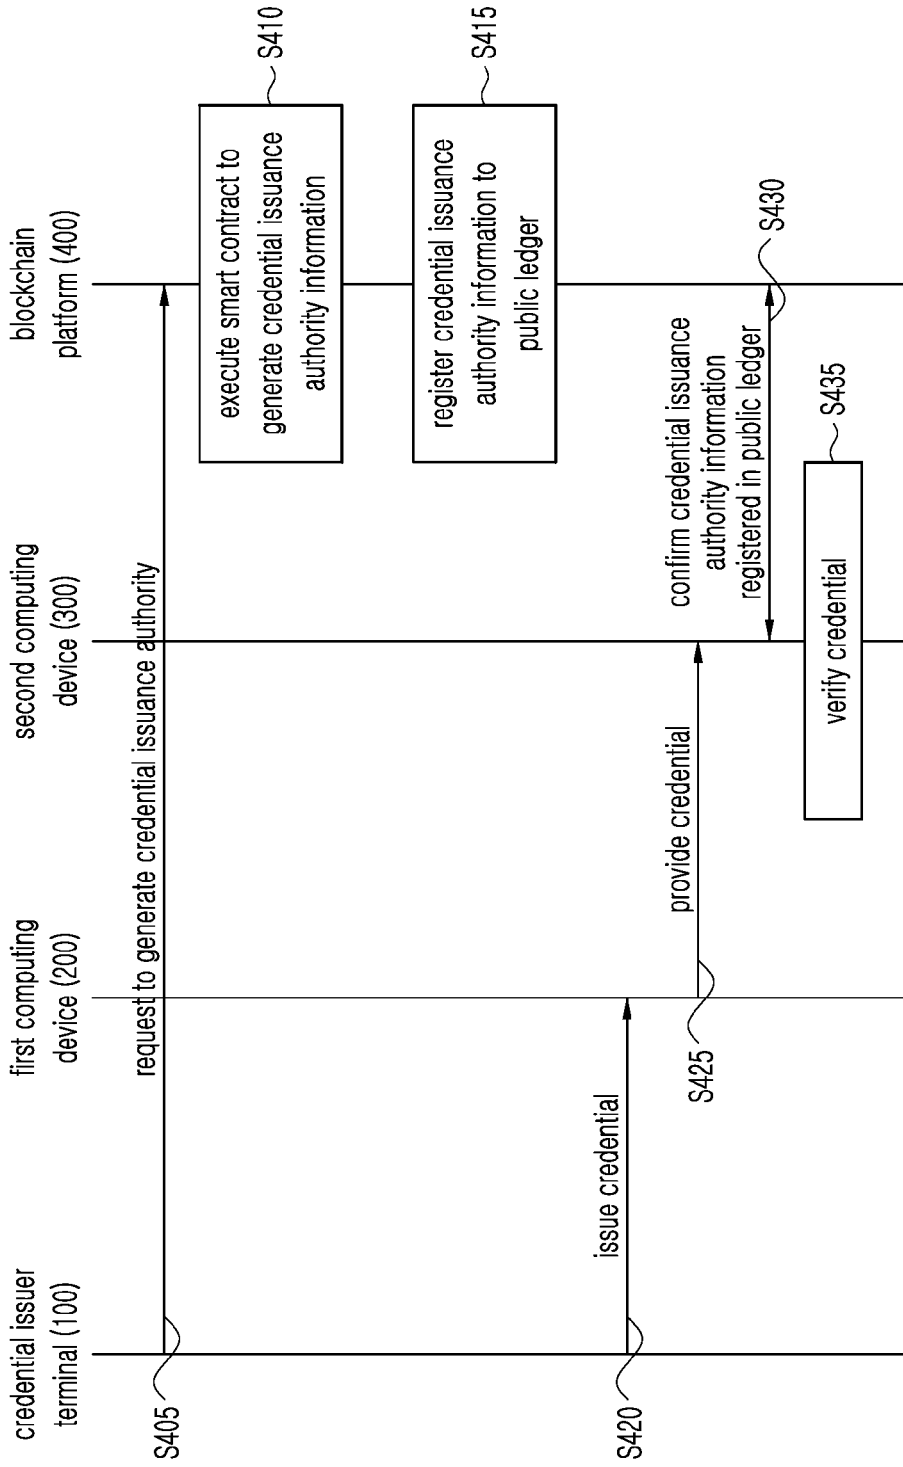 credential issuer
terminal (100)
first computing
device (200)
second computing
device (300)
blockchain
platform (400)
S405
request to generate credential issuance authority
execute smart contract to
generate credential issuance
authority information
S410
register credential issuance
authority information to
public ledger
S415
S420
issue credential
S425
provide credential
confirm credential issuance
authority information
registered in public ledger
S430
verify credential
S435